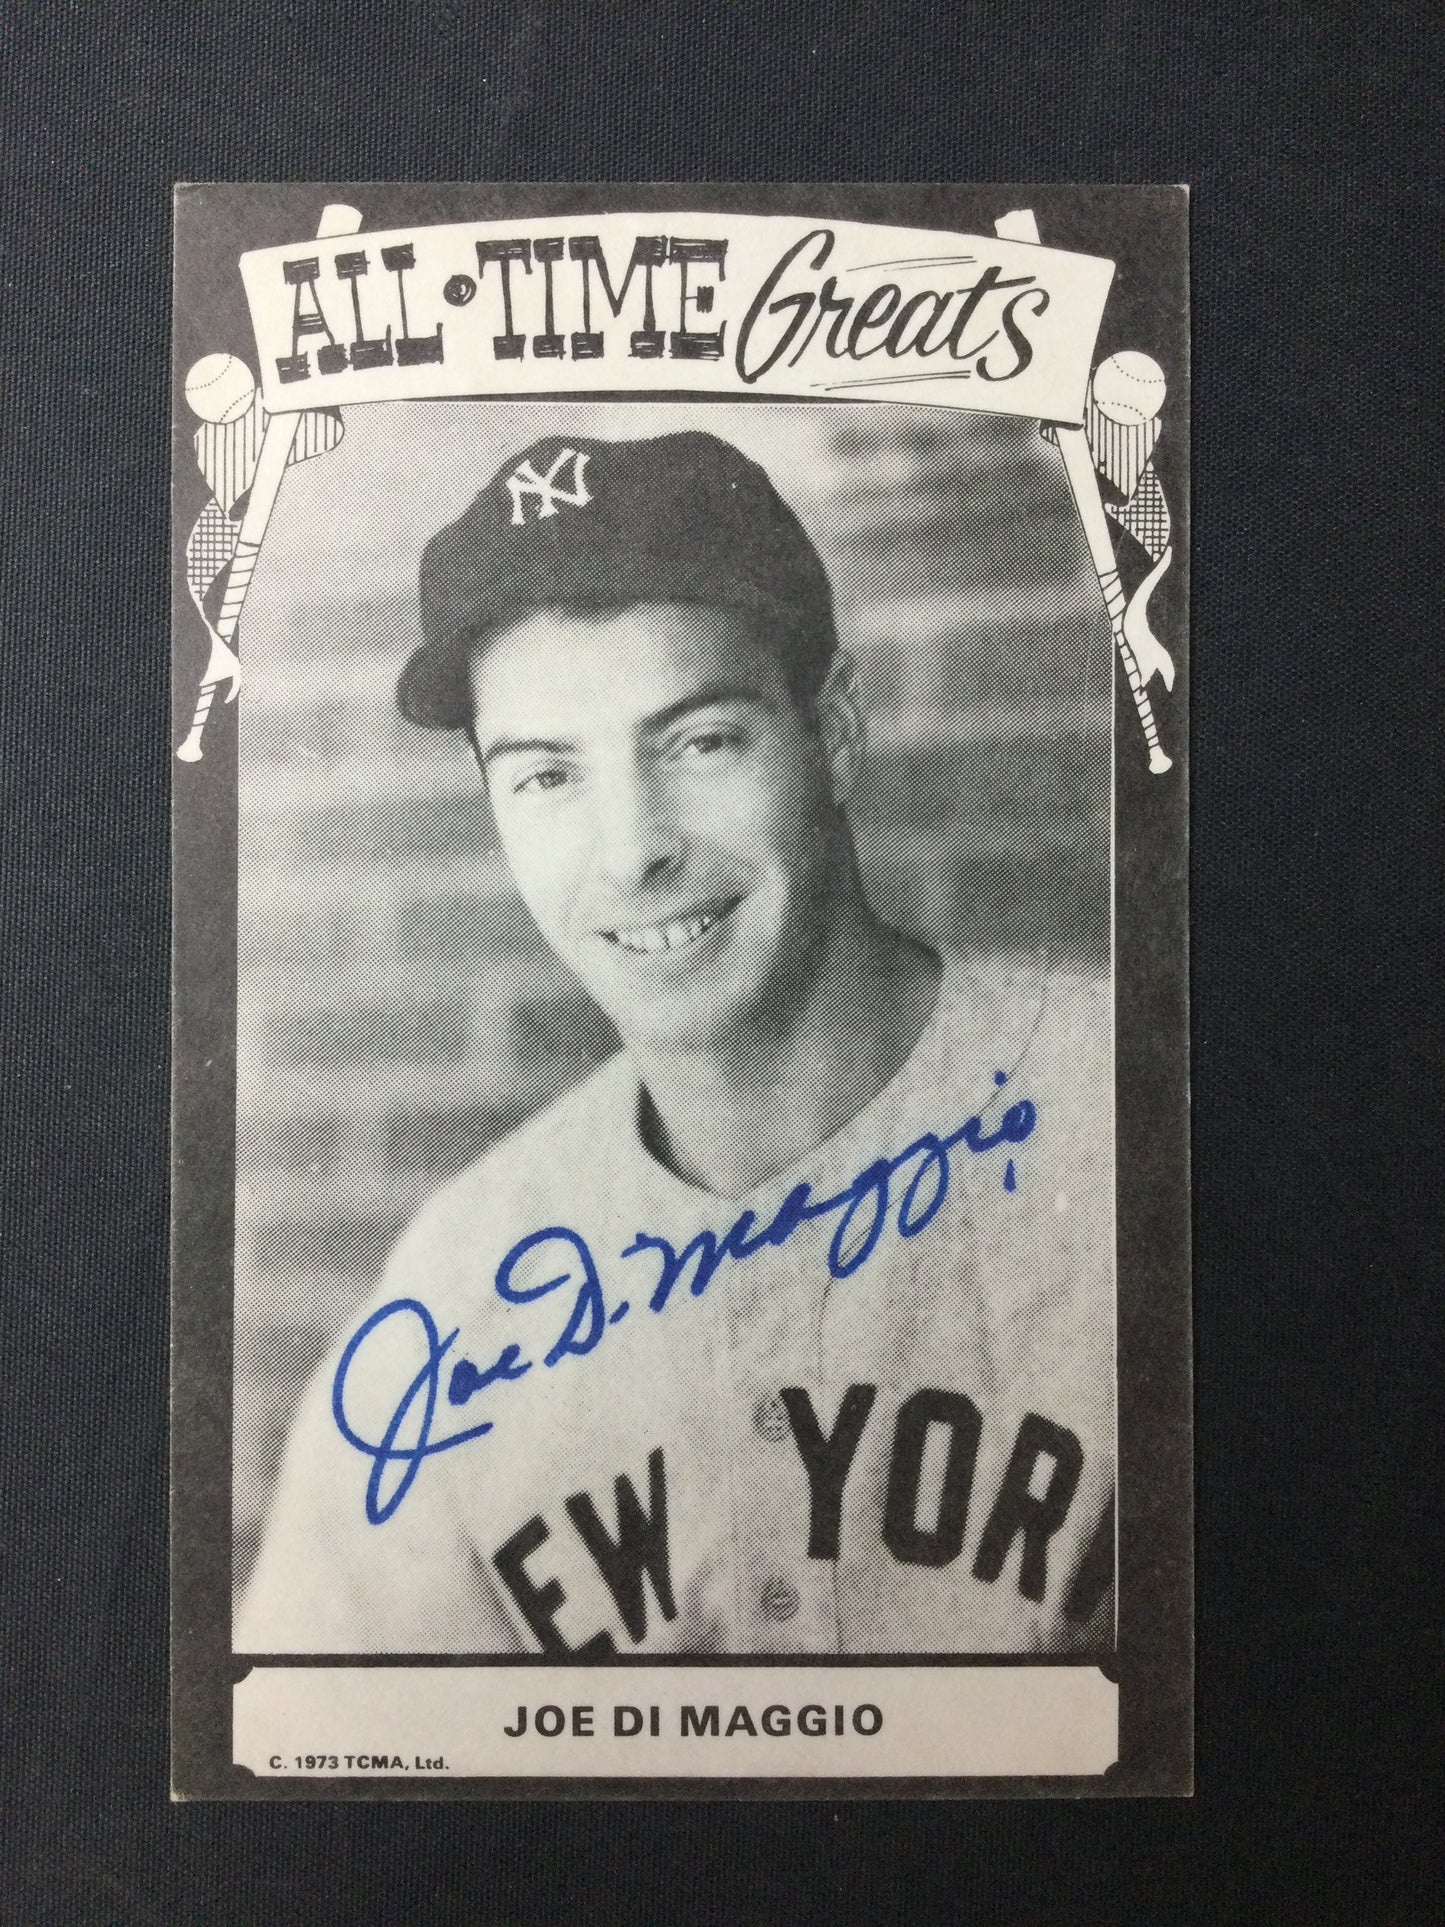 ALL·TIME Greats
NY
Joe DiMaggio
EW YOR
JOE DI MAGGIO
C. 1973 TCMA, Ltd.